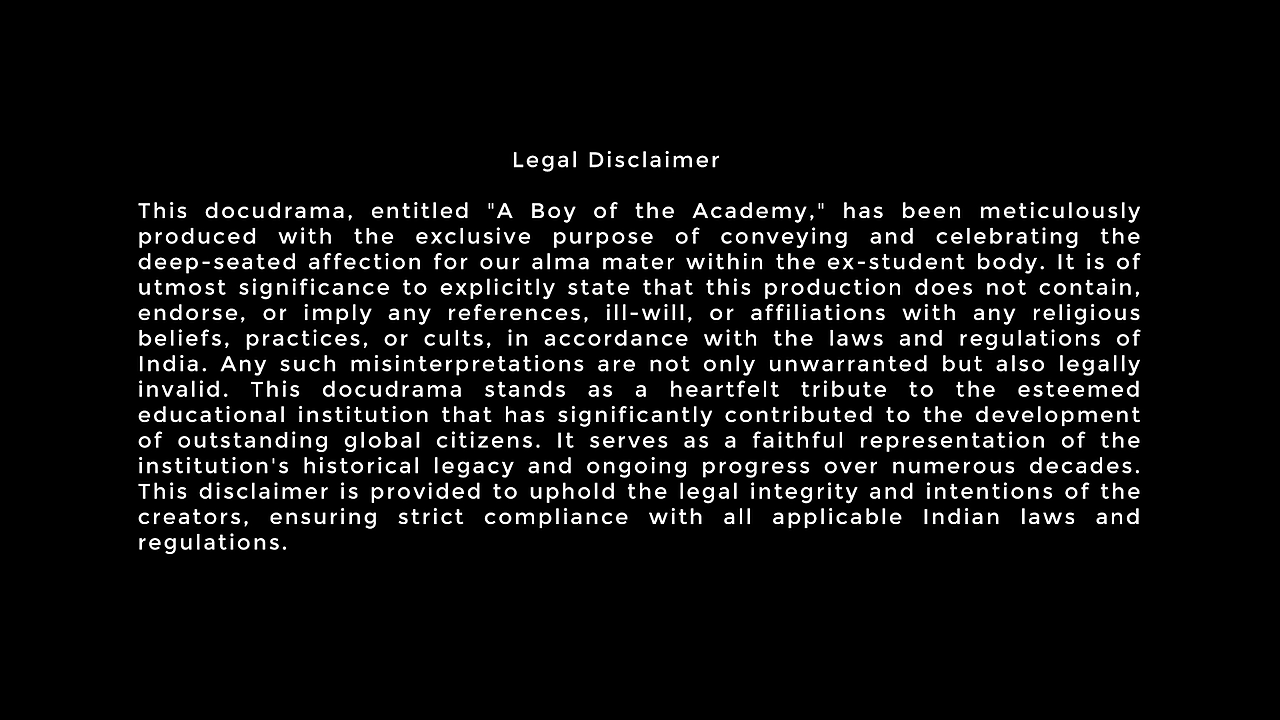 Legal Disclaimer
This docudrama, entitled "A Boy of the Academy," has been meticulously
produced with the exclusive purpose of conveying and celebrating the
deep-seated affection for our alma mater within the ex-student body. It is of
utmost significance to explicitly state that this production does not contain,
endorse, or imply any references, ill-will, or affiliations with any religious
beliefs, practices, or cults, in accordance with the laws and regulations of
India. Any such misinterpretations are not only unwarranted but also legally
invalid. This docudrama stands as a heartfelt tribute to the esteemed
educational institution that has significantly contributed to the development
of outstanding global citizens. It serves as a faithful representation of the
institution's historical legacy and ongoing progress over numerous decades.
This disclaimer is provided to uphold the legal integrity and intentions of the
creators, ensuring strict compliance with all applicable Indian laws and
regulations.